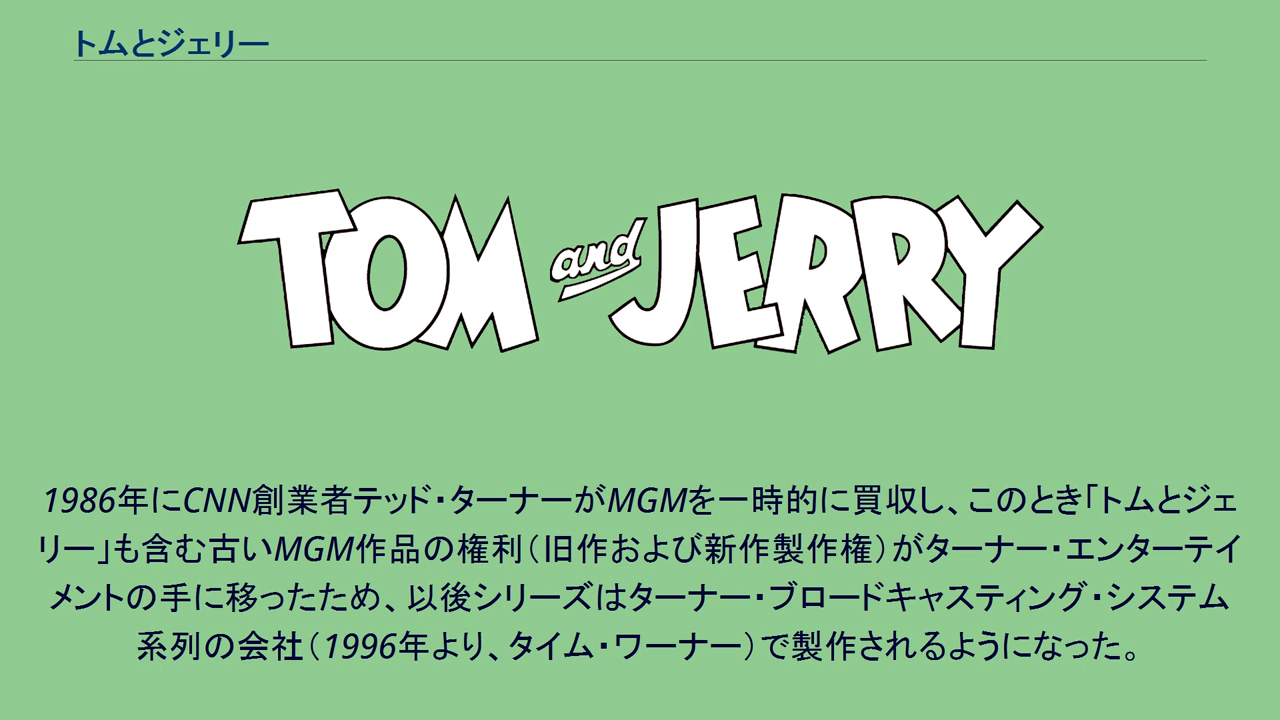 トムとジェリー
TOM and JERRY
1986年にCNN創業者テッド・ターナーがMGMを一時的に買収し、このとき「トムとジェ
リー」も含む古いMGM作品の権利（旧作および新作製作権）がターナー・エンターテイ
メントの手に移ったため、以後シリーズはターナー・ブロードキャスティング・システム
系列の会社（1996年より、タイム・ワーナー）で製作されるようになった。